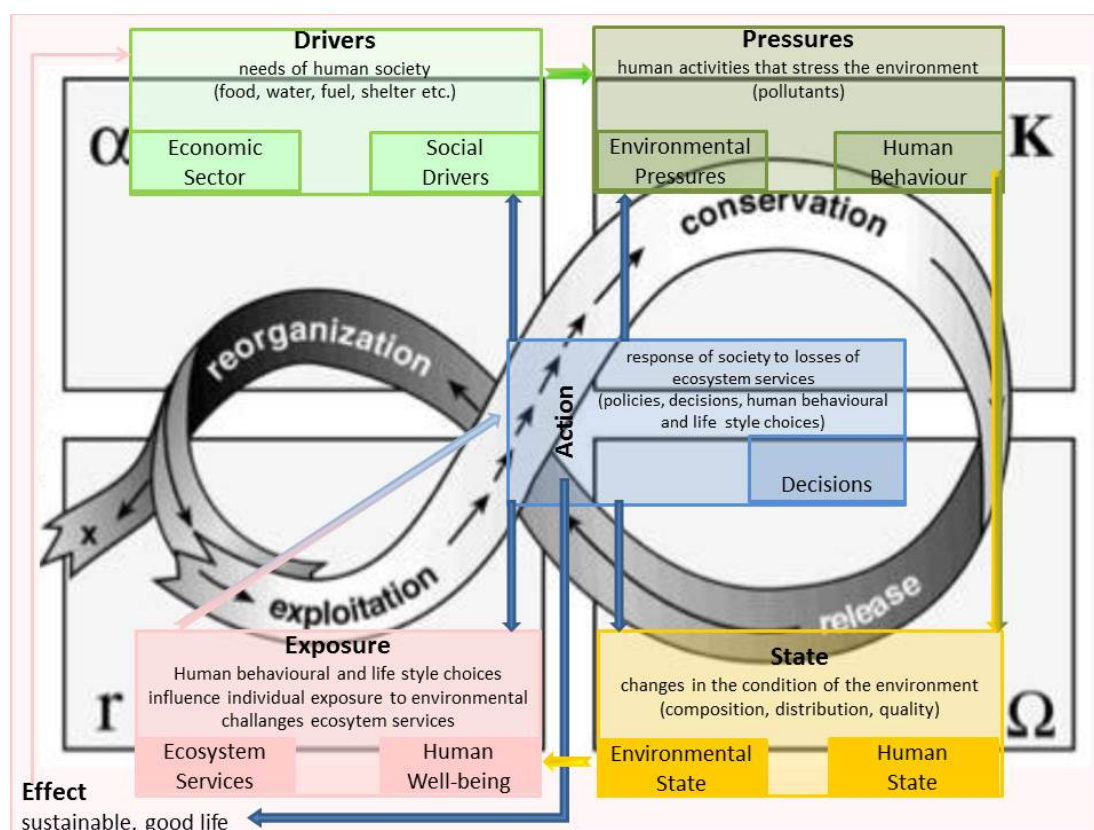 Drivers
needs of human society
(food, water, fuel, shelter etc.)
Economic
Sector
Social
Drivers
Pressures
human activities that stress the environment
(pollutants)
Environmental
Pressures
Human
Behaviour
α
K
conservation
reorganization
response of society to losses of
ecosystem services
(policies, decisions, human behavioural
and life style choices)
Action
Decisions
x
exploitation
release
Exposure
Human behavioural and life style choices
influence individual exposure to environmental
challanges ecosytem services
Ecosystem
Services
Human
Well-being
r
State
changes in the condition of the environment
(composition, distribution, quality)
Environmental
State
Human
State
Ω
Effect
sustainable, good life